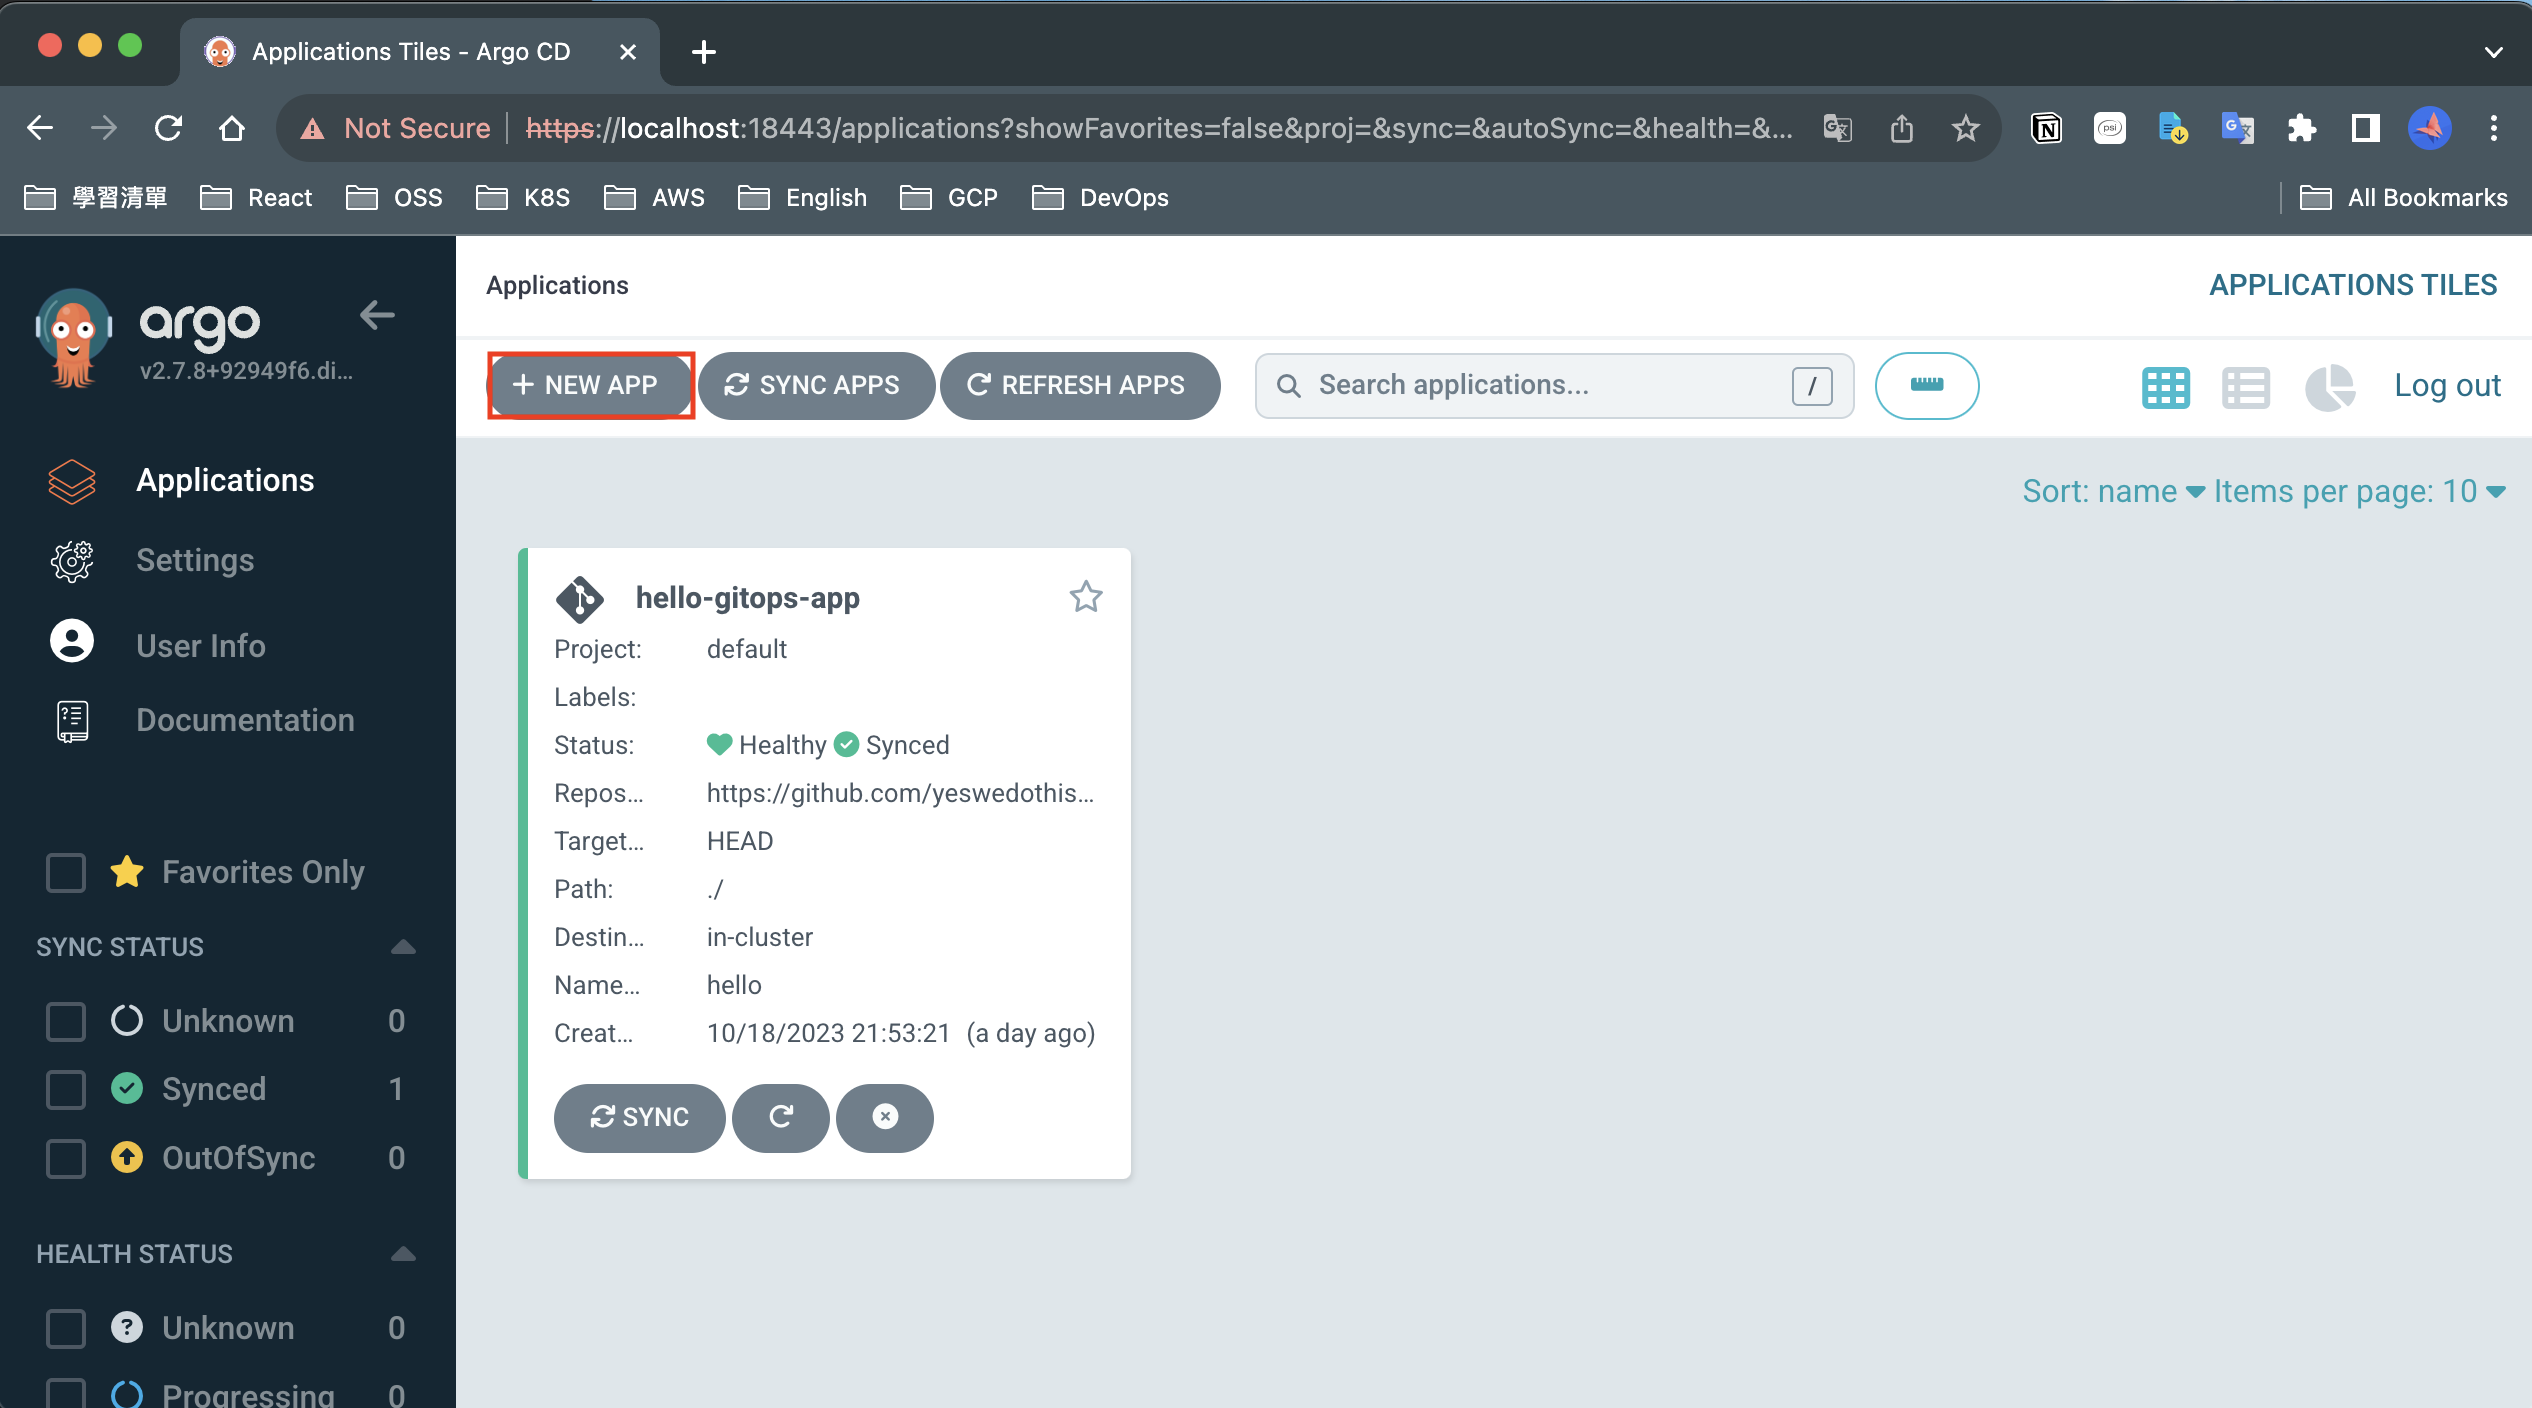 Applications Tiles - Argo CD
Not Secure https://localhost:18443/applications?showFavorites=false&proj=&sync=&autoSync=&health=&...
學習清單 React OSS K8S AWS English GCP DevOps All Bookmarks
argo
v2.7.8+92949f6.di...
Applications
Settings
User Info
Documentation
Favorites Only
SYNC STATUS
Unknown 0
Synced 1
OutOfSync 0
HEALTH STATUS
Unknown 0
Progressing 0
Applications APPLICATIONS TILES
+ NEW APP SYNC APPS REFRESH APPS Search applications... / Log out
Sort: name Items per page: 10
hello-gitops-app
Project: default
Labels:
Status: Healthy Synced
Repos... https://github.com/yeswedothis...
Target... HEAD
Path: ./
Destin... in-cluster
Name... hello
Creat... 10/18/2023 21:53:21 (a day ago)
SYNC